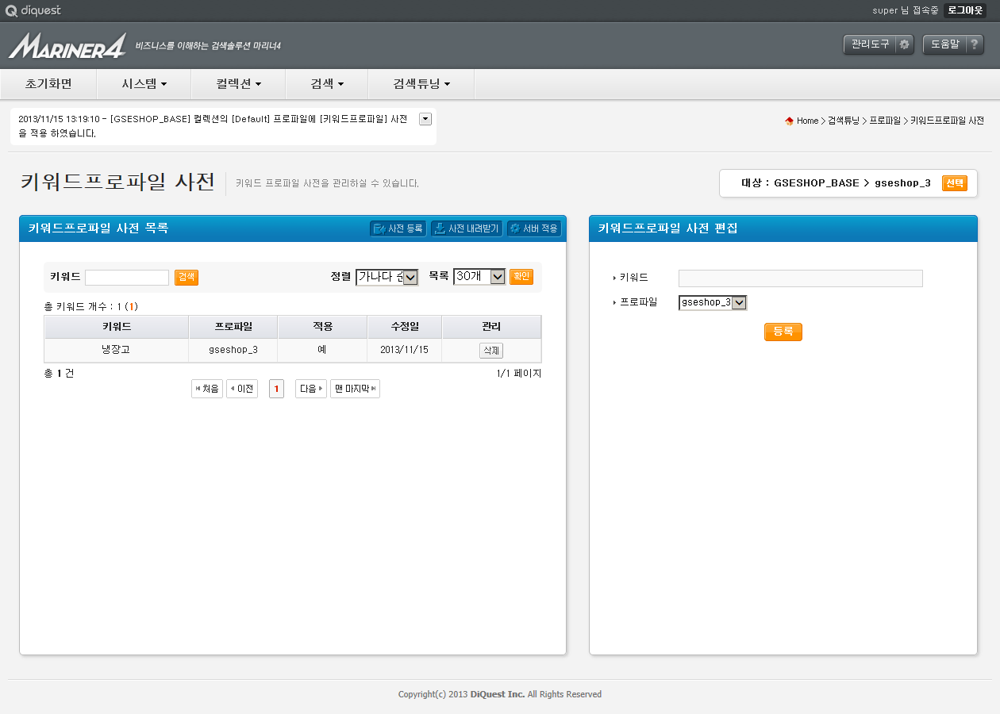 diquest
super 님 접속중 로그아웃
MARINER4 비즈니스를 이해하는 검색솔루션 마리너4
관리도구 도움말 ?
초기화면 시스템 컬렉션 검색 검색튜닝
2013/11/15 13:19:10 - [GSESHOP_BASE] 컬렉션의 [Default] 프로파일에 [키워드프로파일] 사전
을 적용 하였습니다.
Home > 검색튜닝 > 프로파일 > 키워드프로파일 사전
키워드프로파일 사전 키워드 프로파일 사전을 관리하실 수 있습니다.
대상 : GSESHOP_BASE > gseshop_3 선택
키워드프로파일 사전 목록 사전 등록 사전 내려받기 서버 적용
키워드 검색 정렬 가나다 순 목록 30개 확인
총 키워드 개수 : 1 (1)
키워드 프로파일 적용 수정일 관리
냉장고 gseshop_3 예 2013/11/15 삭제
총 1 건 1/1 페이지
처음 이전 1 다음 맨 마지막
키워드프로파일 사전 편집
키워드
프로파일 gseshop_3
등록
Copyright(c) 2013 DiQuest Inc. All Rights Reserved